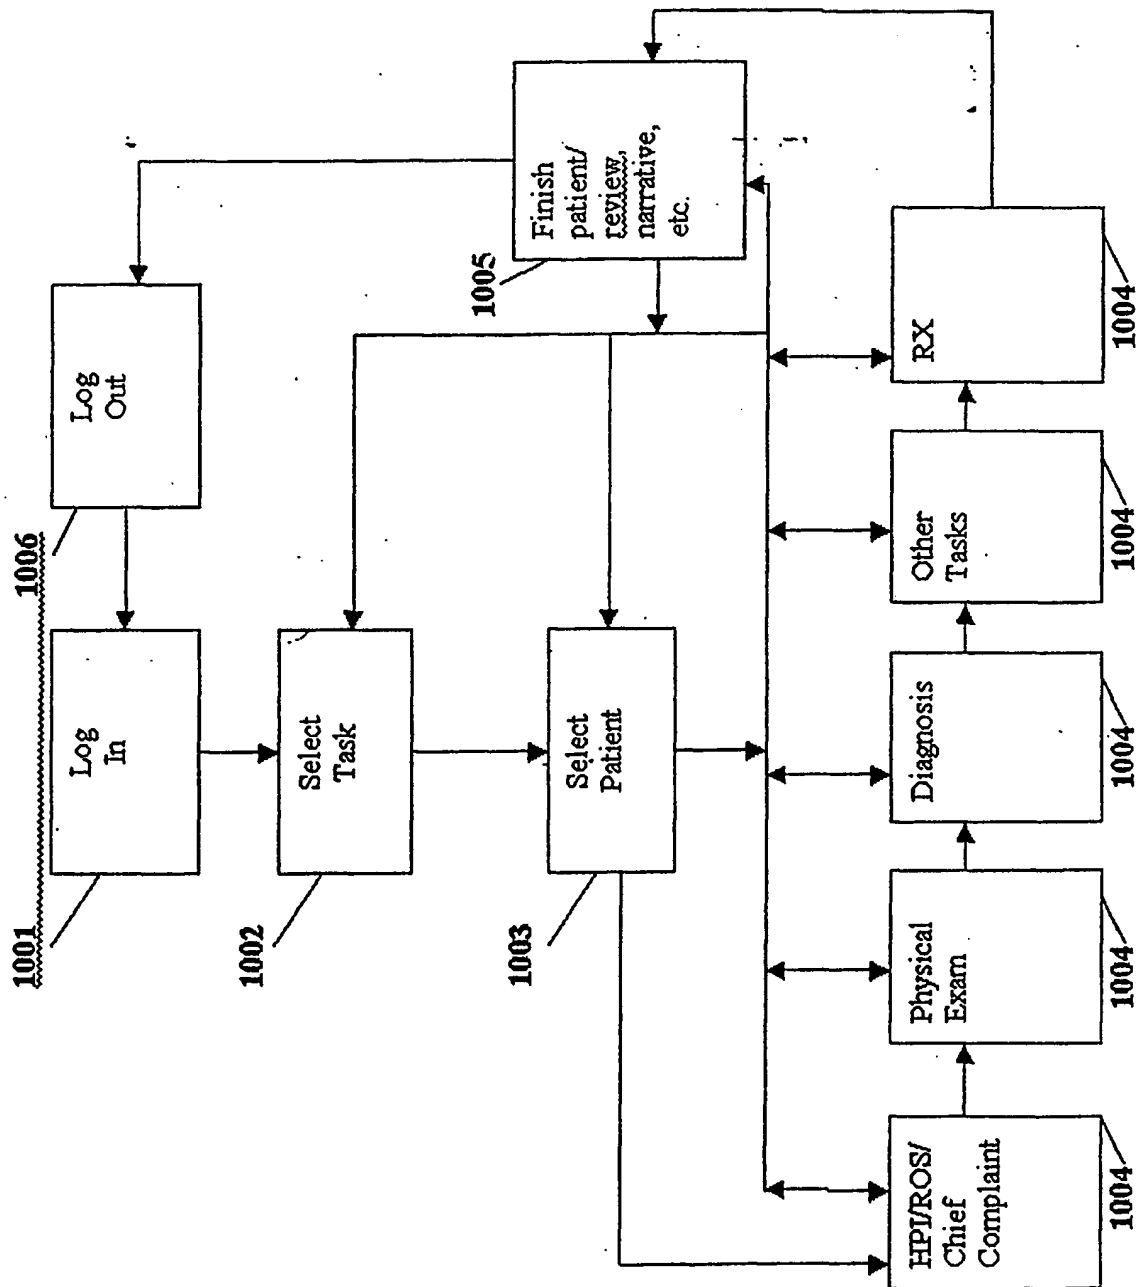 1001
1006
Log
In
Log
Out
1002
Select
Task
1003
Select
Patient
1005
Finish
patient/
review,
narrative,
etc.
HPI/ROS/
Chief
Complaint
1004
Physical
Exam
1004
Diagnosis
1004
Other
Tasks
1004
RX
1004